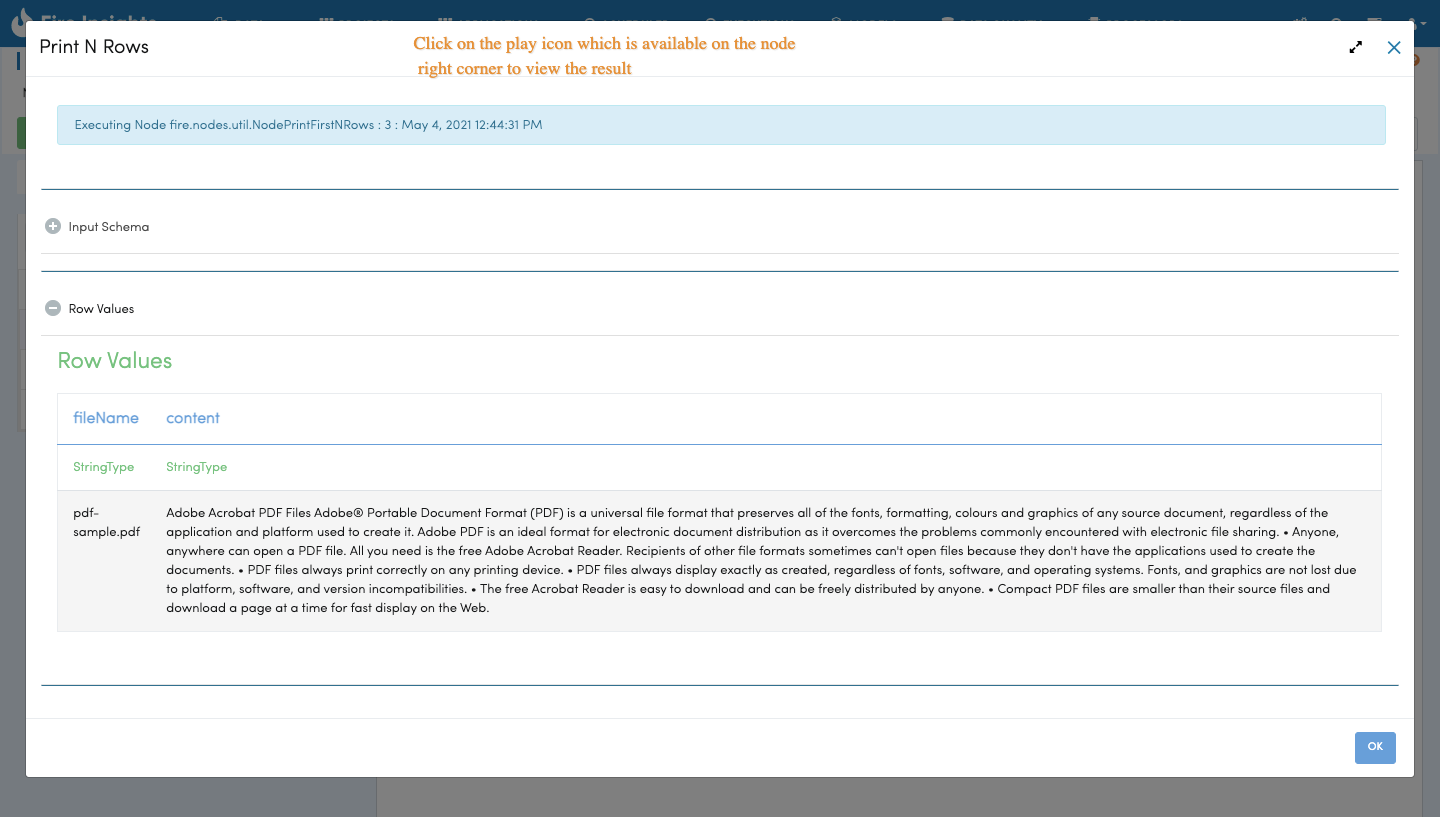 Fire Insights
Print N Rows
Click on the play icon which is available on the node
right corner to view the result
Executing Node fire.nodes.util.NodePrintFirstNRows : 3 : May 4, 2021 12:44:31 PM
Input Schema
Row Values
Row Values
fileName content
StringType StringType
pdf-
sample.pdf
Adobe Acrobat PDF Files Adobe® Portable Document Format (PDF) is a universal file format that preserves all of the fonts, formatting, colours and graphics of any source document, regardless of the
application and platform used to create it. Adobe PDF is an ideal format for electronic document distribution as it overcomes the problems commonly encountered with electronic file sharing. • Anyone,
anywhere can open a PDF file. All you need is the free Adobe Acrobat Reader. Recipients of other file formats sometimes can't open files because they don't have the applications used to create the
documents. • PDF files always print correctly on any printing device. • PDF files always display exactly as created, regardless of fonts, software, and operating systems. Fonts, and graphics are not lost due
to platform, software, and version incompatibilities. • The free Acrobat Reader is easy to download and can be freely distributed by anyone. • Compact PDF files are smaller than their source files and
download a page at a time for fast display on the Web.
OK